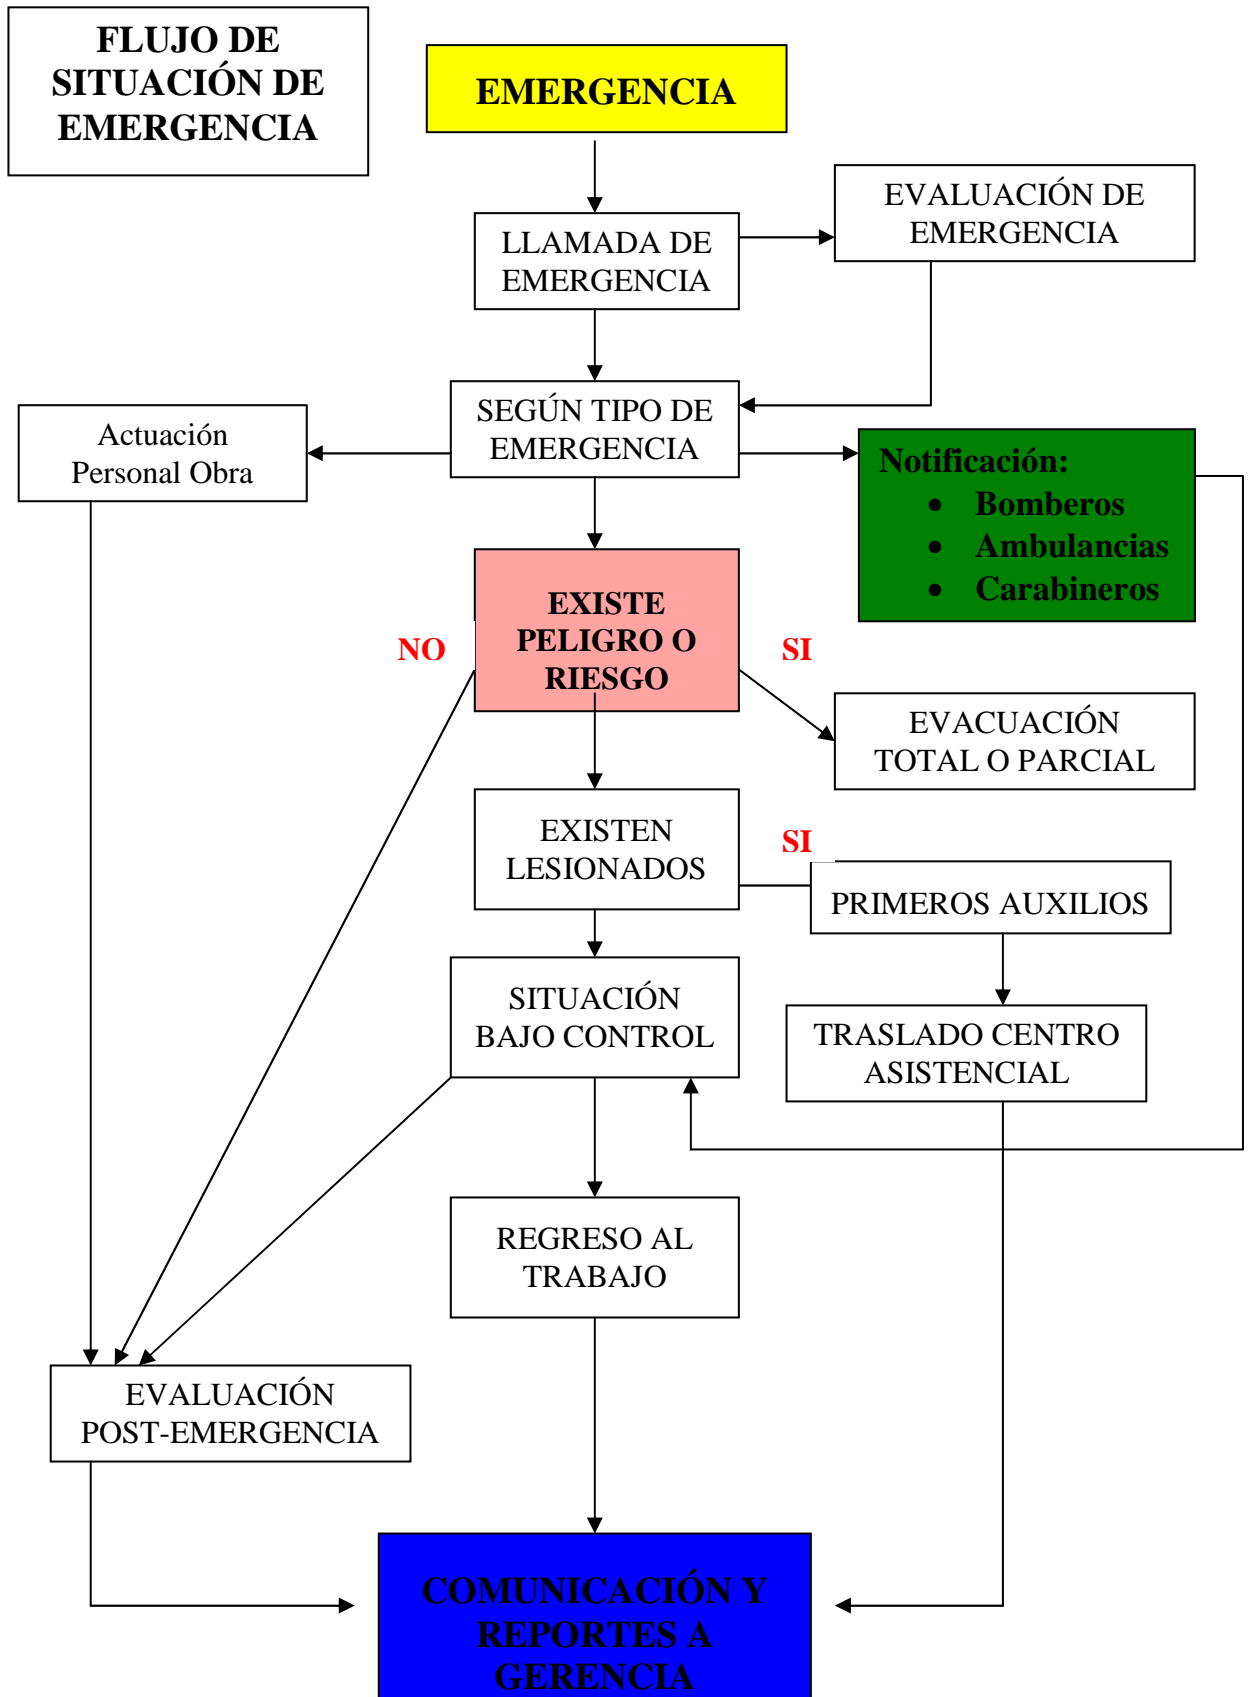 FLUJO DE
SITUACIÓN DE
EMERGENCIA
EMERGENCIA
EVALUACIÓN DE
EMERGENCIA
LLAMADA DE
EMERGENCIA
SEGÚN TIPO DE
EMERGENCIA
Actuación
Personal Obra
Notificación:
• Bomberos
• Ambulancias
• Carabineros
EXISTE
PELIGRO O
RIESGO
NO
SI
EVACUACIÓN
TOTAL O PARCIAL
EXISTEN
LESIONADOS
SI
PRIMEROS AUXILIOS
SITUACIÓN
BAJO CONTROL
TRASLADO CENTRO
ASISTENCIAL
REGRESO AL
TRABAJO
EVALUACIÓN
POST-EMERGENCIA
COMUNICACIÓN Y
REPORTES A
GERENCIA